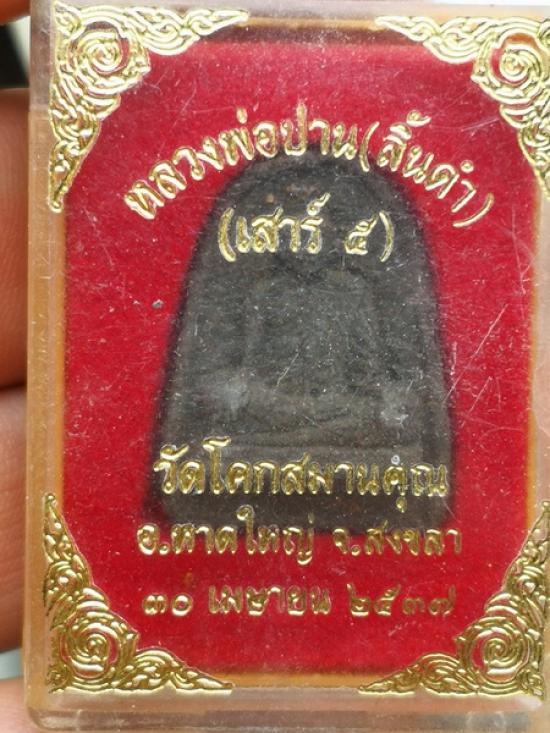 หลวงพ่อปาน(ลิ้นดำ)
(เสาร์ ๕)
วัดโคกสมานคุณ
อ.หาดใหญ่ จ.สงขลา
๓๐ เมษายน ๒๕๓๗